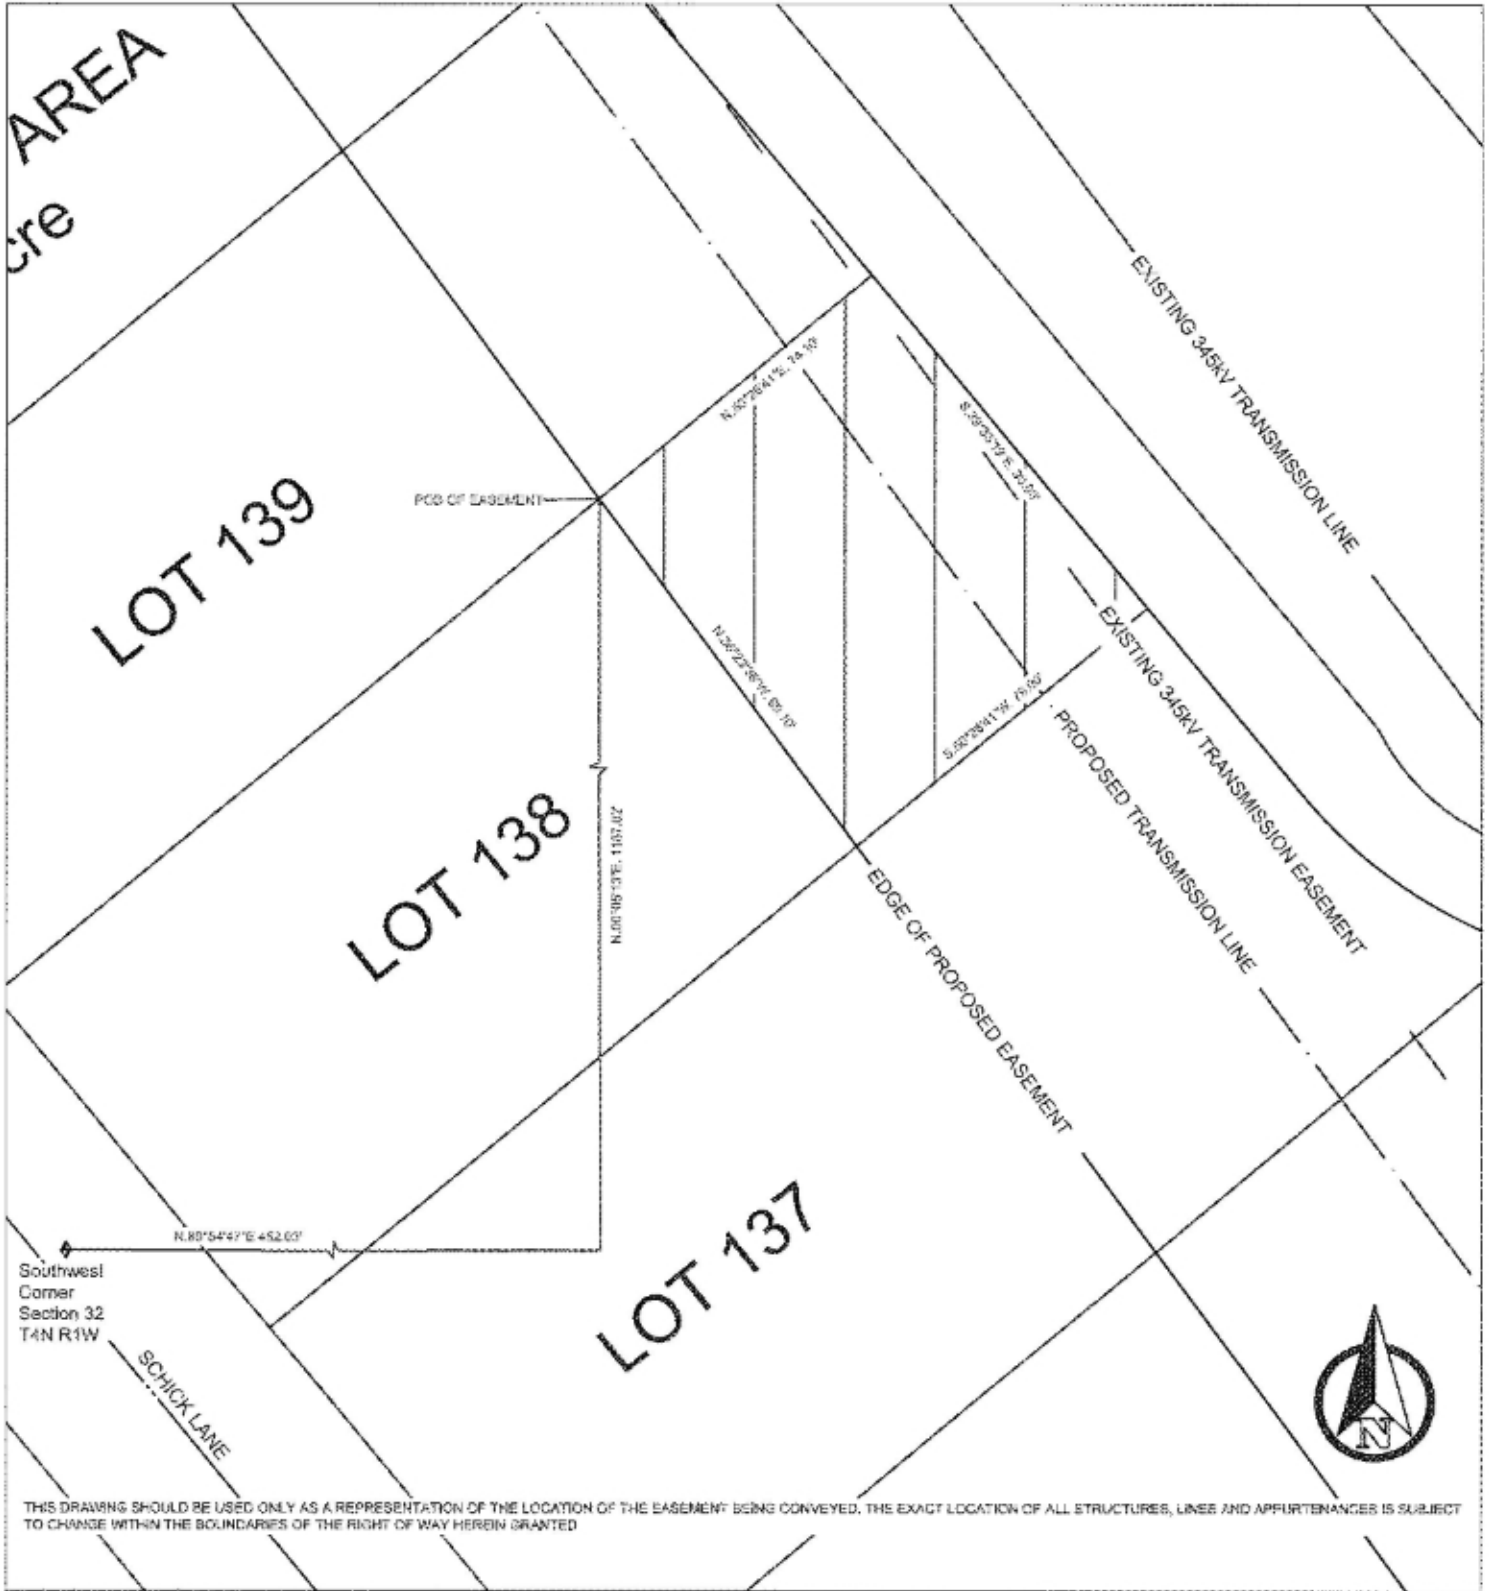 AREA
cre
EXISTING 345kV TRANSMISSION LINE
LOT 139
POB OF EASEMENT
EXISTING 345kV TRANSMISSION EASEMENT
PROPOSED TRANSMISSION LINE
LOT 138
EDGE OF PROPOSED EASEMENT
LOT 137
Southwest
Corner
Section 32
T4N R1W
SCHICK LANE
N
THIS DRAWING SHOULD BE USED ONLY AS A REPRESENTATION OF THE LOCATION OF THE EASEMENT BEING CONVEYED. THE EXACT LOCATION OF ALL STRUCTURES, LINES AND APPURTENANCES IS SUBJECT
TO CHANGE WITHIN THE BOUNDARIES OF THE RIGHT OF WAY HEREIN GRANTED